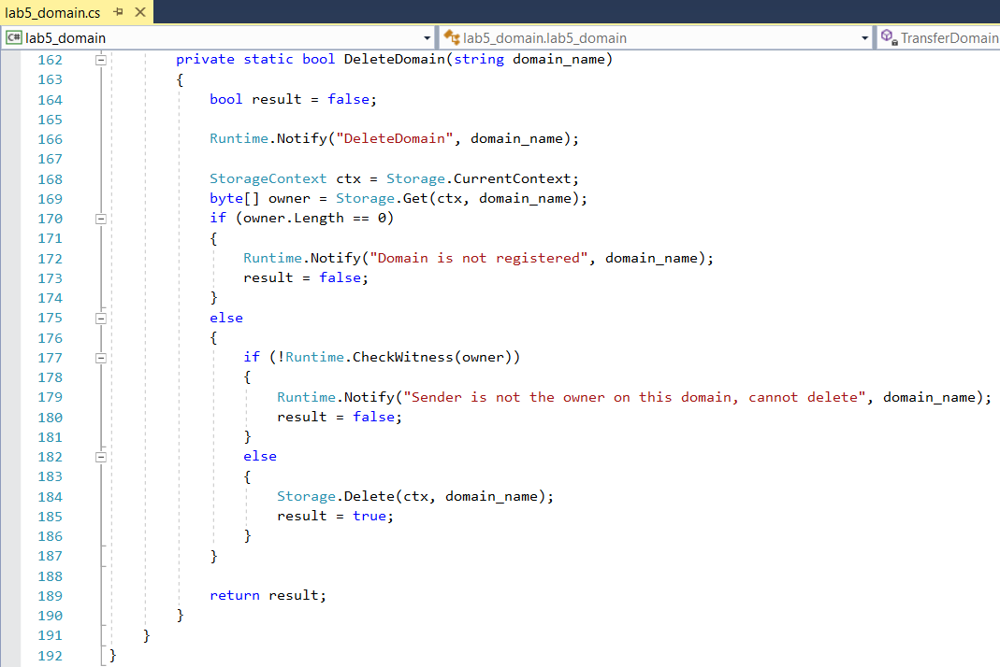 lab5_domain.cs
C# lab5_domain lab5_domain.lab5_domain TransferDomain
162 private static bool DeleteDomain(string domain_name)
163 {
164 bool result = false;
165
166 Runtime.Notify("DeleteDomain", domain_name);
167
168 StorageContext ctx = Storage.CurrentContext;
169 byte[] owner = Storage.Get(ctx, domain_name);
170 if (owner.Length == 0)
171 {
172 Runtime.Notify("Domain is not registered", domain_name);
173 result = false;
174 }
175 else
176 {
177 if (!Runtime.CheckWitness(owner))
178 {
179 Runtime.Notify("Sender is not the owner on this domain, cannot delete", domain_name);
180 result = false;
181 }
182 else
183 {
184 Storage.Delete(ctx, domain_name);
185 result = true;
186 }
187 }
188
189 return result;
190 }
191 }
192 }